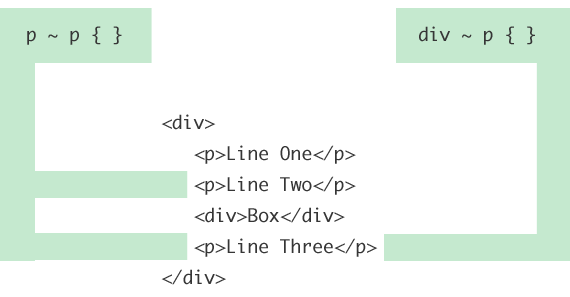 p ~ p { }
div ~ p { }
<div>
<p>Line One</p>
<p>Line Two</p>
<div>Box</div>
<p>Line Three</p>
</div>